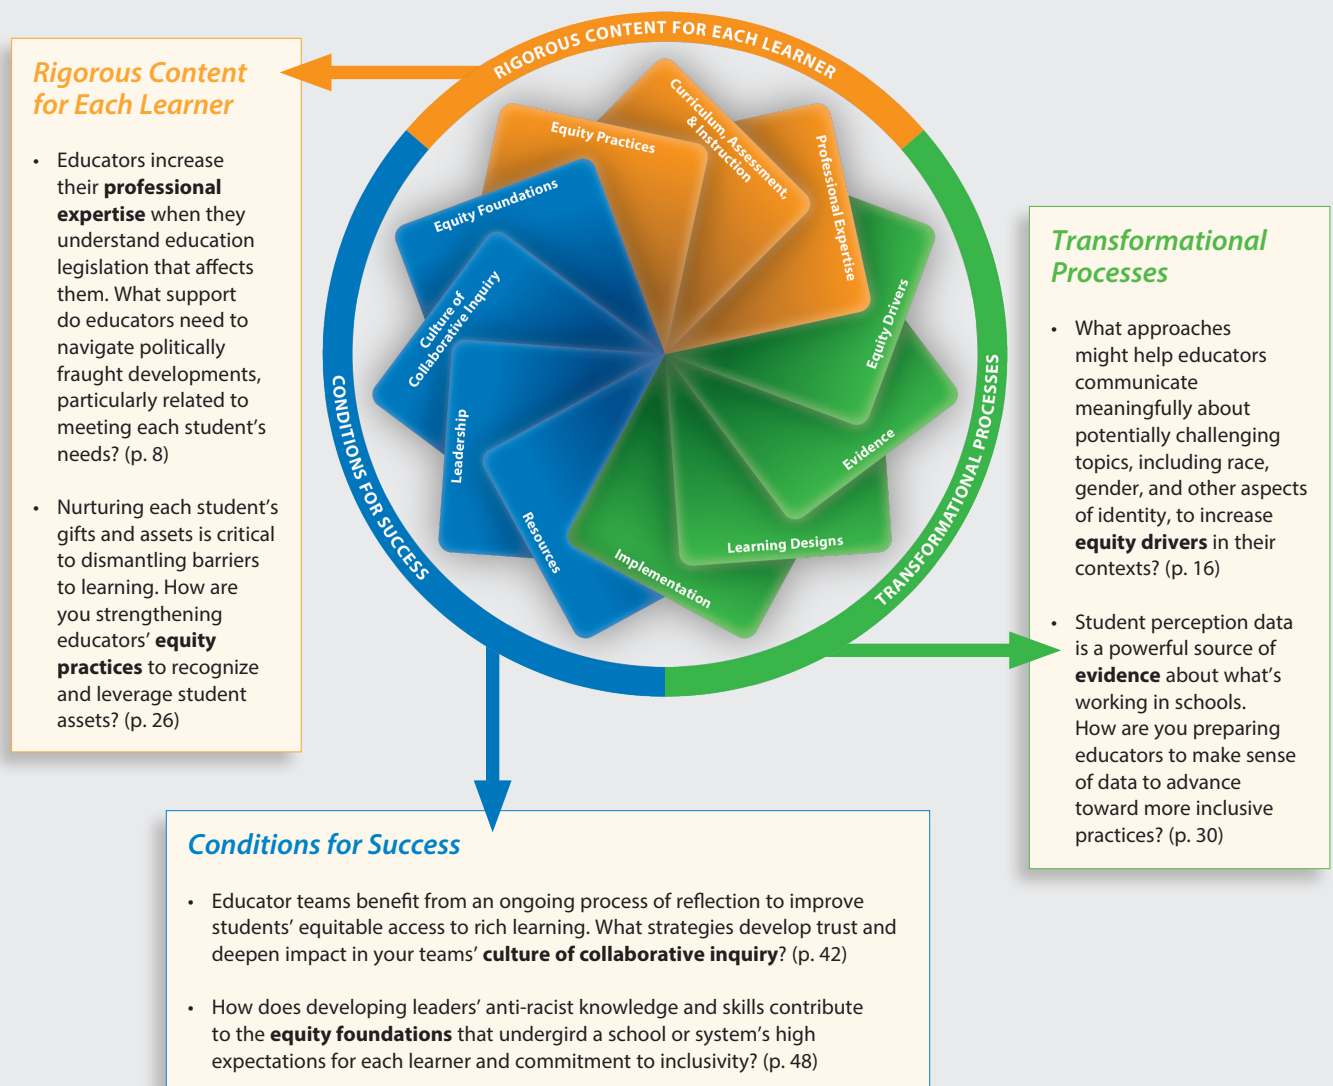 RIGOROUS CONTENT FOR EACH LEARNER
Curriculum, Assessment,
& Instruction
Equity Practices
Professional Expertise
Equity Foundations
Equity Drivers
Culture of
Collaborative Inquiry
Evidence
Leadership
Learning Designs
Resources
Implementation
CONDITIONS FOR SUCCESS
TRANSFORMATIONAL PROCESSES
Rigorous Content
for Each Learner
• Educators increase
their professional
expertise when they
understand education
legislation that affects
them. What support
do educators need to
navigate politically
fraught developments,
particularly related to
meeting each student’s
needs? (p. 8)
• Nurturing each student’s
gifts and assets is critical
to dismantling barriers
to learning. How are
you strengthening
educators’ equity
practices to recognize
and leverage student
assets? (p. 26)
Transformational
Processes
• What approaches
might help educators
communicate
meaningfully about
potentially challenging
topics, including race,
gender, and other aspects
of identity, to increase
equity drivers in their
contexts? (p. 16)
• Student perception data
is a powerful source of
evidence about what’s
working in schools.
How are you preparing
educators to make sense
of data to advance
toward more inclusive
practices? (p. 30)
Conditions for Success
• Educator teams benefit from an ongoing process of reflection to improve
students’ equitable access to rich learning. What strategies develop trust and
deepen impact in your teams’ culture of collaborative inquiry? (p. 42)
• How does developing leaders’ anti-racist knowledge and skills contribute
to the equity foundations that undergird a school or system’s high
expectations for each learner and commitment to inclusivity? (p. 48)